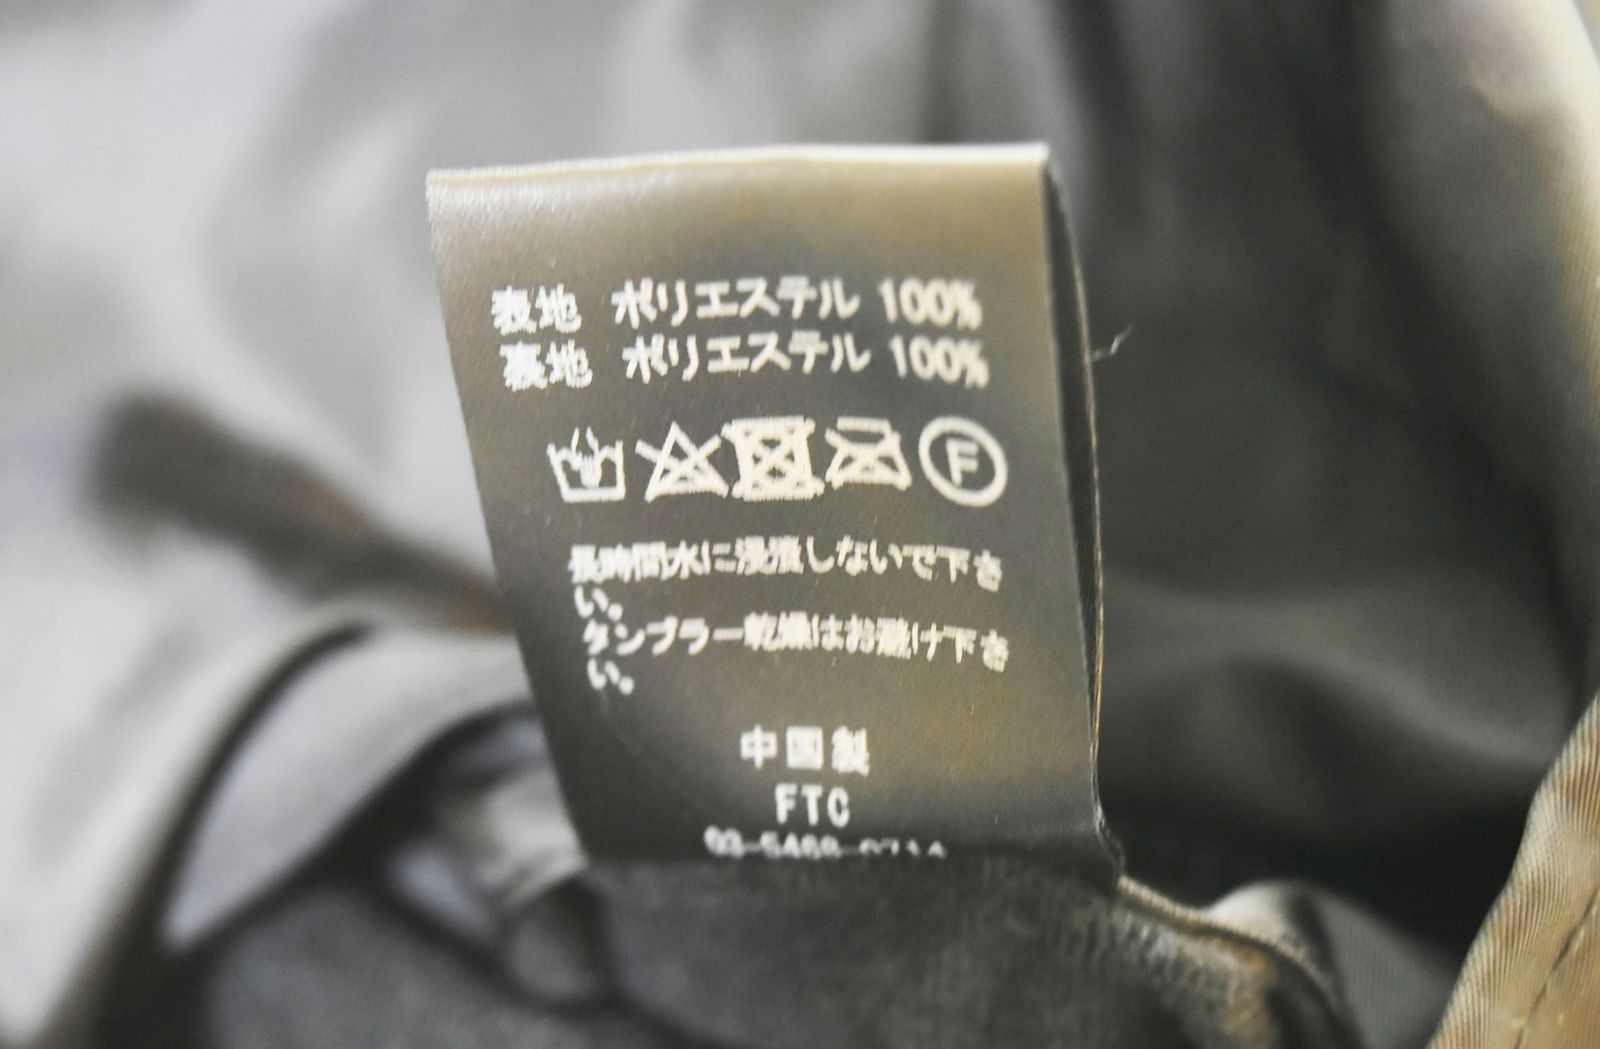 表地 ポリエステル 100%
裏地 ポリエステル 100%
F
長時間水に浸漬しないで下さ
い。
タンブラー乾燥はお避け下さ
い。
中国製
FTC